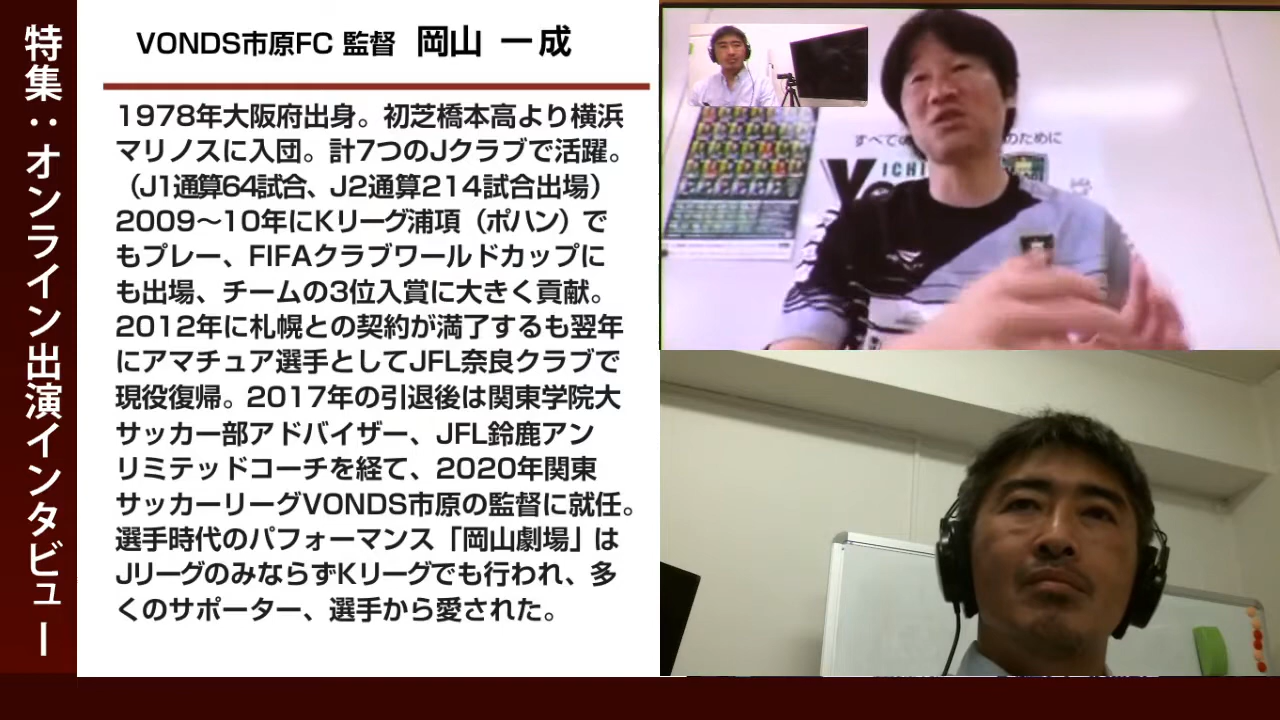 特集：オンライン出演インタビュー
VONDS市原FC 監督 岡山 一成
1978年大阪府出身。初芝橋本高より横浜
マリノスに入団。計7つのJクラブで活躍。
（J1通算64試合、J2通算214試合出場）
2009〜10年にKリーグ浦項（ポハン）で
もプレー、FIFAクラブワールドカップに
も出場、チームの3位入賞に大きく貢献。
2012年に札幌との契約が満了するも翌年
にアマチュア選手としてJFL奈良クラブで
現役復帰。2017年の引退後は関東学院大
サッカー部アドバイザー、JFL鈴鹿アン
リミテッドコーチを経て、2020年関東
サッカーリーグVONDS市原の監督に就任。
選手時代のパフォーマンス「岡山劇場」は
JリーグのみならずKリーグでも行われ、多
くのサポーター、選手から愛された。
すべて
のために
ICHI